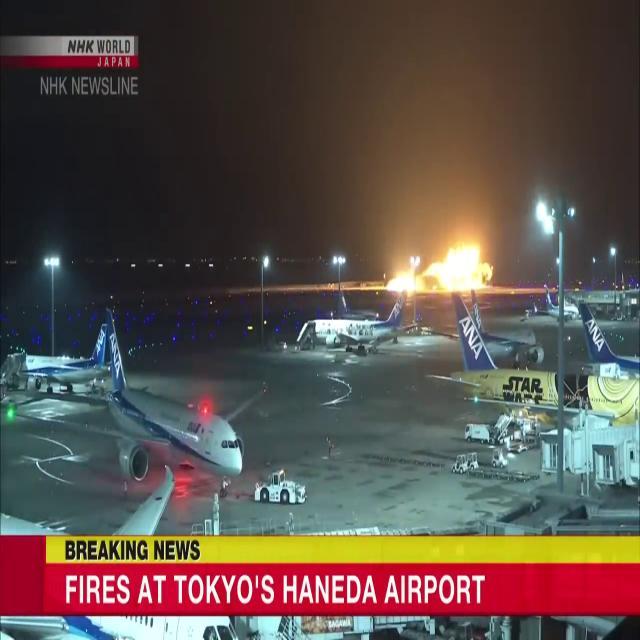 NHK WORLD
JAPAN
NHK NEWSLINE
ANA
ANA
ANA
STAR
WARS
BREAKING NEWS
FIRES AT TOKYO'S HANEDA AIRPORT